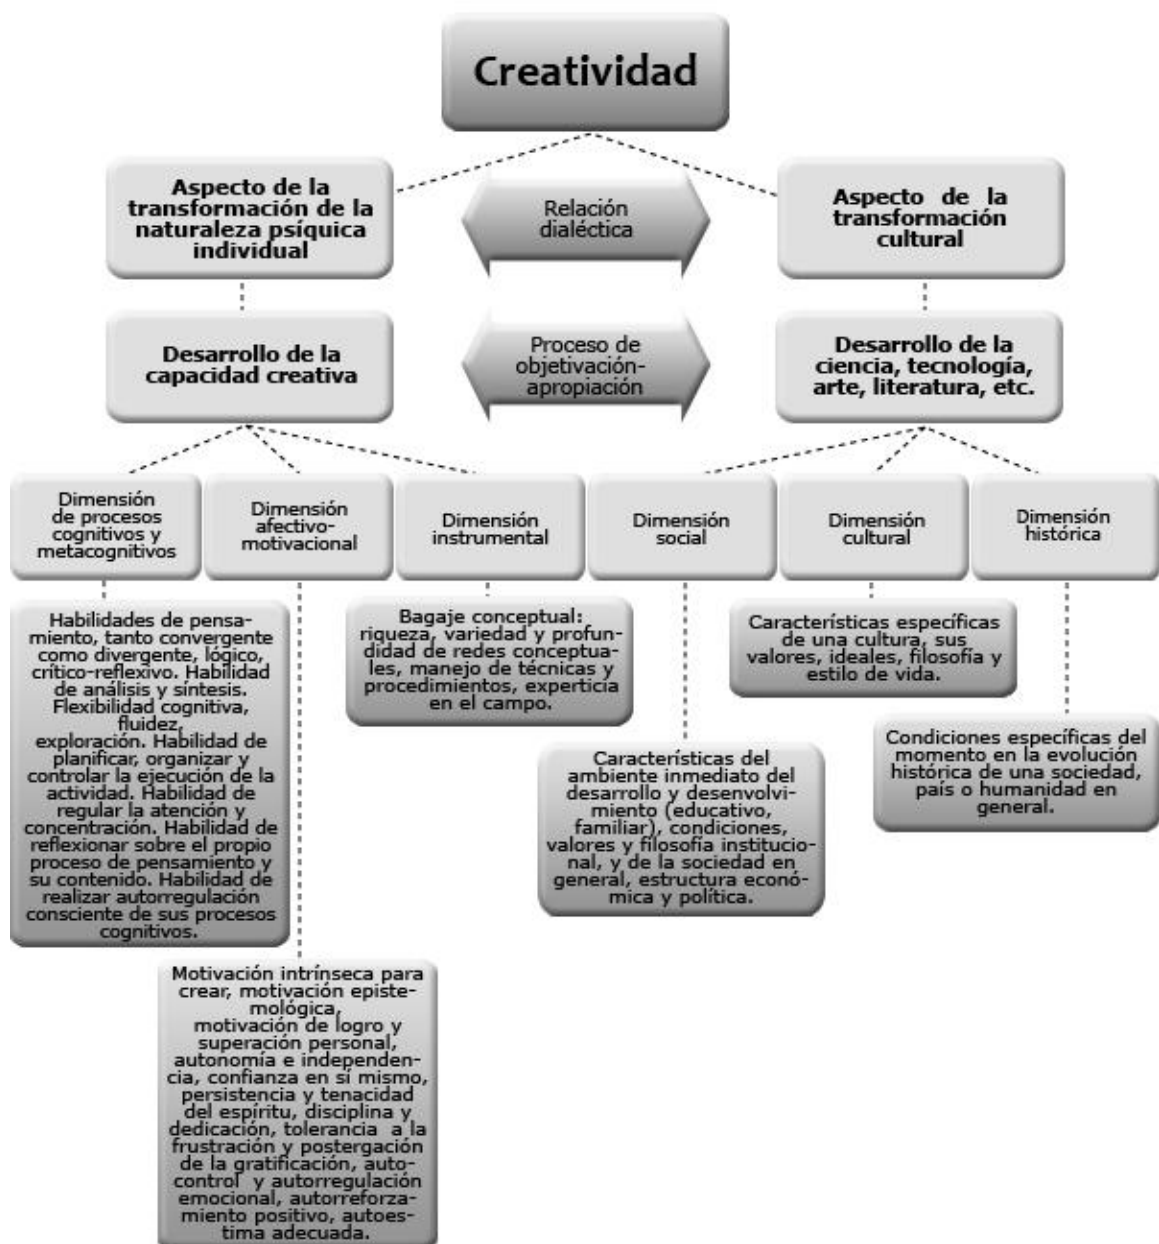 Creatividad
Aspecto de la
transformación de la
naturaleza psíquica
individual
Relación
dialéctica
Aspecto de la
transformación
cultural
Desarrollo de la
capacidad creativa
Proceso de
objetivación-
apropiación
Desarrollo de la
ciencia, tecnología,
arte, literatura, etc.
Dimensión
de procesos
cognitivos y
metacognitivos
Dimensión
afectivo-
motivacional
Dimensión
instrumental
Dimensión
social
Dimensión
cultural
Dimensión
histórica
Habilidades de pensa-
miento, tanto convergente
como divergente, lógico,
crítico-reflexivo. Habilidad
de análisis y síntesis.
Flexibilidad cognitiva,
fluidez,
exploración. Habilidad de
planificar, organizar y
controlar la ejecución de la
actividad. Habilidad de
regular la atención y
concentración. Habilidad de
reflexionar sobre el propio
proceso de pensamiento y
su contenido. Habilidad de
realizar autorregulación
consciente de sus procesos
cognitivos.
Motivación intrínseca para
crear, motivación episte-
mológica,
motivación de logro y
superación personal,
autonomía e independen-
cia, confianza en sí mismo,
persistencia y tenacidad
del espíritu, disciplina y
dedicación, tolerancia a la
frustración y postergación
de la gratificación, auto-
control y autorregulación
emocional, autorreforza-
miento positivo, autoes-
tima adecuada.
Bagaje conceptual:
riqueza, variedad y profun-
didad de redes conceptua-
les, manejo de técnicas y
procedimientos, experticia
en el campo.
Características del
ambiente inmediato del
desarrollo y desenvolvi-
miento (educativo,
familiar), condiciones,
valores y filosofía institucio-
nal, y de la sociedad en
general, estructura econó-
mica y política.
Características específicas
de una cultura, sus
valores, ideales, filosofía y
estilo de vida.
Condiciones específicas del
momento en la evolución
histórica de una sociedad,
país o humanidad en
general.